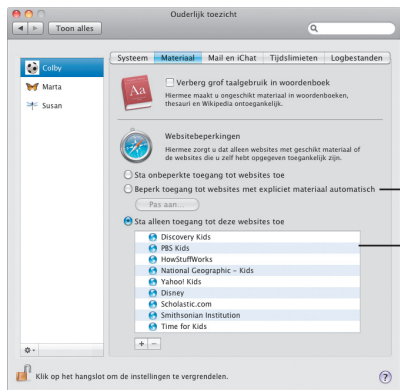 Ouderlijk toezicht
Toon alles
Systeem Materiaal Mail en iChat Tijdslimieten Logbestanden
Colby
Marta
Susan
Verberg grof taalgebruik in woordenboek
Hiermee maakt u ongeschikt materiaal in woordenboeken,
thesauri en Wikipedia ontoegankelijk.
Websitebeperkingen
Hiermee zorgt u dat alleen websites met geschikt materiaal of
de websites die u zelf hebt opgegeven toegankelijk zijn.
Sta onbeperkte toegang tot websites toe
Beperk toegang tot websites met expliciet materiaal automatisch
Pas aan...
Sta alleen toegang tot deze websites toe
Discovery Kids
PBS Kids
HowStuffWorks
National Geographic - Kids
Yahoo! Kids
Disney
Scholastic.com
Smithsonian Institution
Time for Kids
+ −
Klik op het hangslot om de instellingen te vergrendelen.
?